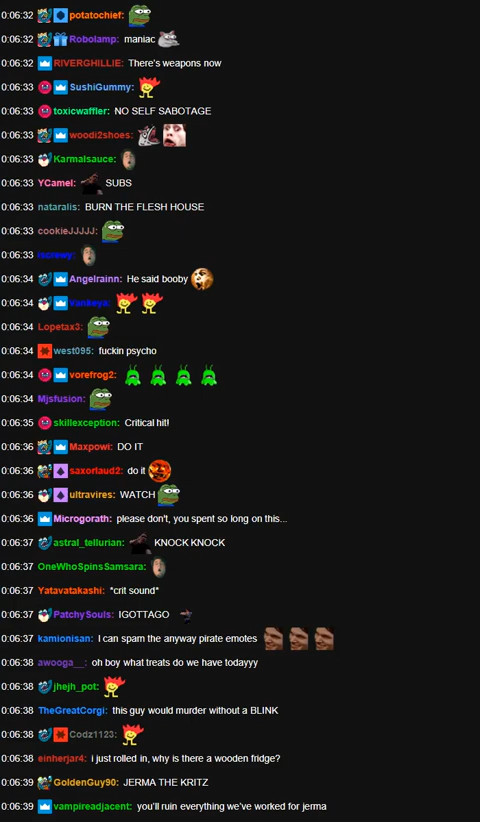 0:06:32 potatochief:
0:06:32 Robolamp: maniac
0:06:32 RIVERGHILLIE: There's weapons now
0:06:33 SushiGummy:
0:06:33 toxicwaffler: NO SELF SABOTAGE
0:06:33 woodi2shoes:
0:06:33 Karmalsauce:
0:06:33 YCamel: SUBS
0:06:33 nataralis: BURN THE FLESH HOUSE
0:06:33 cookieJJJJJ:
0:06:33 iscrewy:
0:06:34 Angelrainn: He said booby
0:06:34 Vankeya:
0:06:34 Lopetax3:
0:06:34 west095: fuckin psycho
0:06:34 vorefrog2:
0:06:34 Mjsfusion:
0:06:35 skillexception: Critical hit!
0:06:36 Maxpowi: DO IT
0:06:36 saxorlaud2: do it
0:06:36 ultravires: WATCH
0:06:36 Microgorath: please don't, you spent so long on this...
0:06:37 astral_tellurian: KNOCK KNOCK
0:06:37 OneWhoSpinsSamsara:
0:06:37 Yatavatakashi: *crit sound*
0:06:37 PatchySouls: IGOTTAGO
0:06:37 kamionisan: I can spam the anyway pirate emotes
0:06:38 awooga__: oh boy what treats do we have todayyy
0:06:38 jhejh_pot:
0:06:38 TheGreatCorgi: this guy would murder without a BLINK
0:06:38 Codz1123:
0:06:38 einherjar4: i just rolled in, why is there a wooden fridge?
0:06:39 GoldenGuy90: JERMA THE KRITZ
0:06:39 vampireadjacent: you'll ruin everything we've worked for jerma